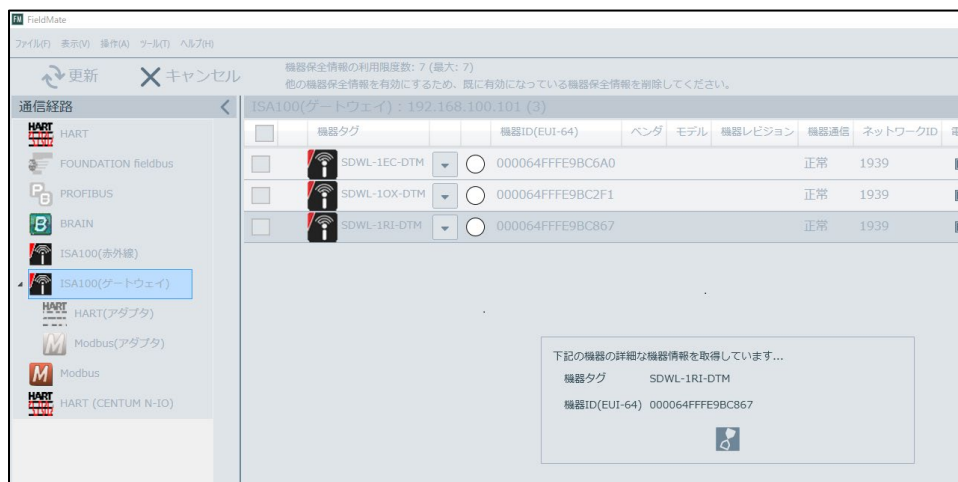 FM FieldMate
ファイル(F) 表示(V) 操作(A) ツール(T) ヘルプ(H)
更新 キャンセル
機器保全情報の利用限度数: 7 (最大: 7)
他の機器保全情報を有効にするため、既に有効になっている機器保全情報を削除してください。
通信経路
ISA100(ゲートウェイ) : 192.168.100.101 (3)
HART HART
FOUNDATION fieldbus
PROFIBUS
BRAIN
ISA100(赤外線)
ISA100(ゲートウェイ)
HART HART(アダプタ)
M Modbus(アダプタ)
M Modbus
HART HART (CENTUM N-IO)
機器タグ 機器ID(EUI-64) ベンダ モデル 機器レビジョン 機器通信 ネットワークID
SDWL-1EC-DTM 000064FFFE9BC6A0 正常 1939
SDWL-1OX-DTM 000064FFFE9BC2F1 正常 1939
SDWL-1RI-DTM 000064FFFE9BC867 正常 1939
下記の機器の詳細な機器情報を取得しています...
機器タグ SDWL-1RI-DTM
機器ID(EUI-64) 000064FFFE9BC867